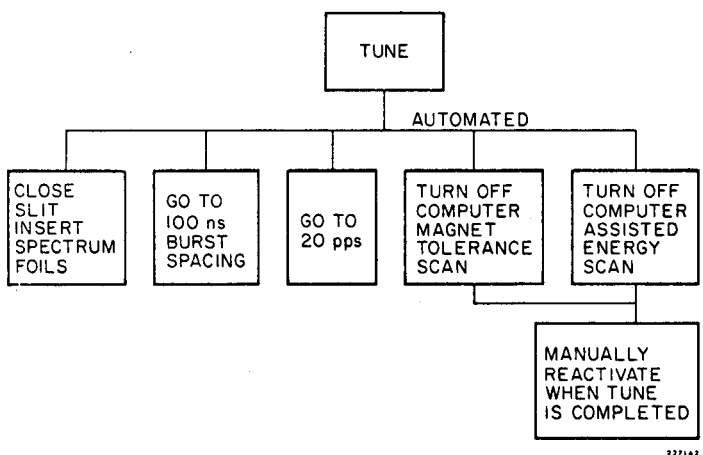 TUNE
AUTOMATED
CLOSE
SLIT
INSERT
SPECTRUM
FOILS
GO TO
100 ns
BURST
SPACING
GO TO
20 pps
TURN OFF
COMPUTER
MAGNET
TOLERANCE
SCAN
TURN OFF
COMPUTER
ASSISTED
ENERGY
SCAN
MANUALLY
REACTIVATE
WHEN TUNE
IS COMPLETED
2271A2